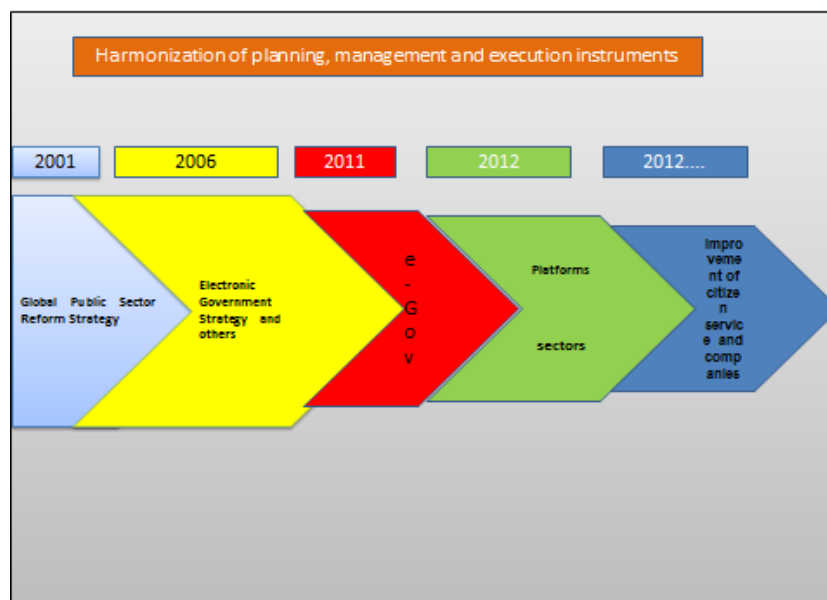 Harmonization of planning, management and execution instruments
2001
2006
2011
2012
2012....
Global Public Sector
Reform Strategy
Electronic
Government
Strategy and
others
e
-
G
o
v
Platforms
sectors
Impro
veme
nt of
citize
n
servic
e and
comp
anies